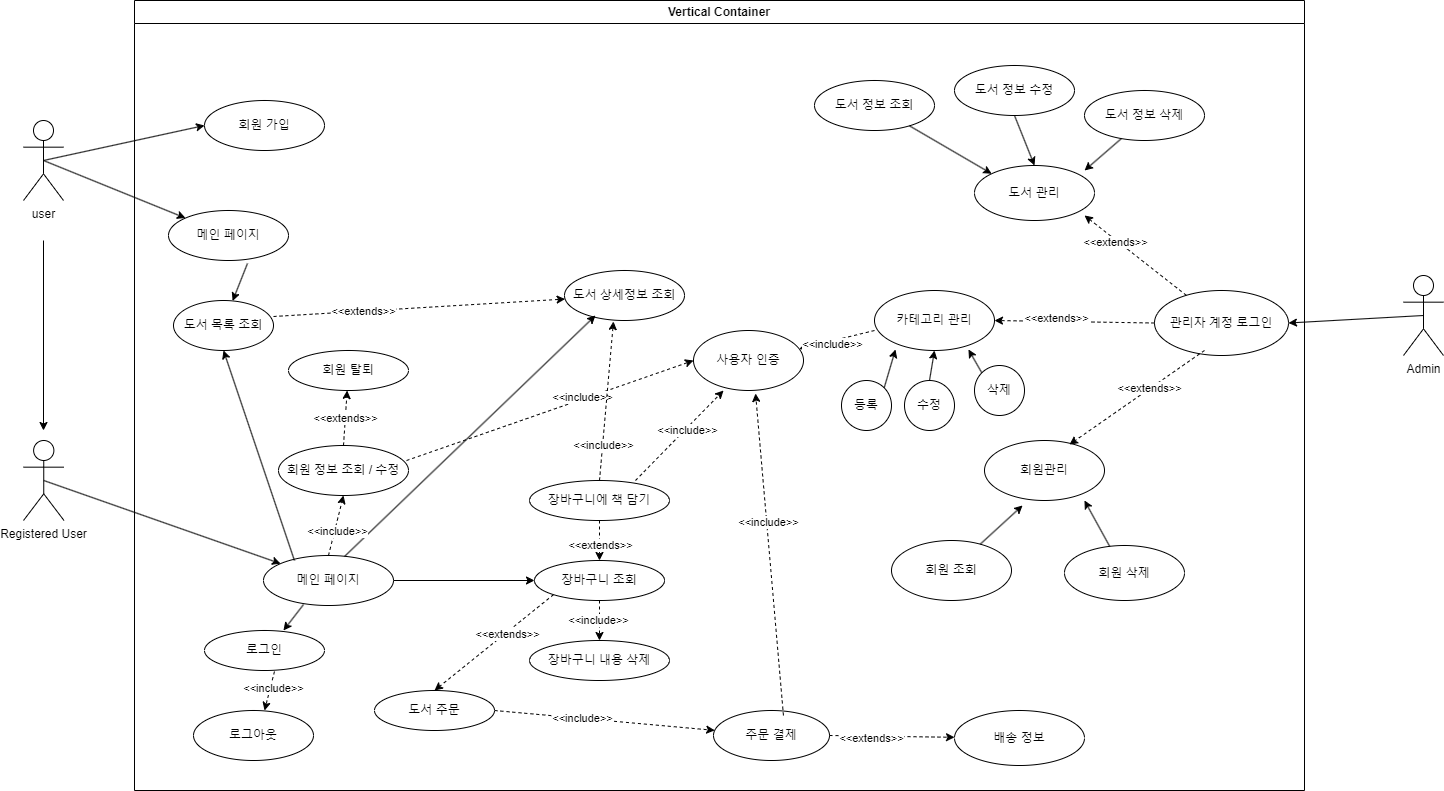 Vertical Container
도서 정보 조회
도서 정보 수정
도서 정보 삭제
회원 가입
도서 관리
user
메인 페이지
<<extends>>
도서 상세정보 조회
도서 목록 조회
<<extends>>
카테고리 관리
<<extends>>
관리자 계정 로그인
<<include>>
사용자 인증
회원 탈퇴
Admin
<<extends>>
<<include>>
등록
수정
삭제
<<extends>>
<<include>>
<<include>>
회원 정보 조회 / 수정
회원관리
장바구니에 책 담기
Registered User
<<include>>
<<include>>
<<extends>>
메인 페이지
장바구니 조회
회원 조회
회원 삭제
<<include>>
<<extends>>
로그인
장바구니 내용 삭제
<<include>>
도서 주문
<<include>>
로그아웃
주문 결제
<<extends>>
배송 정보